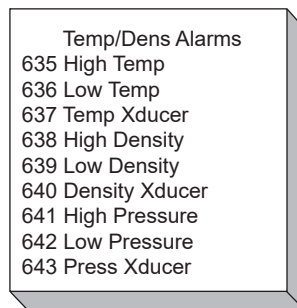 Temp/Dens Alarms
635 High Temp
636 Low Temp
637 Temp Xducer
638 High Density
639 Low Density
640 Density Xducer
641 High Pressure
642 Low Pressure
643 Press Xducer